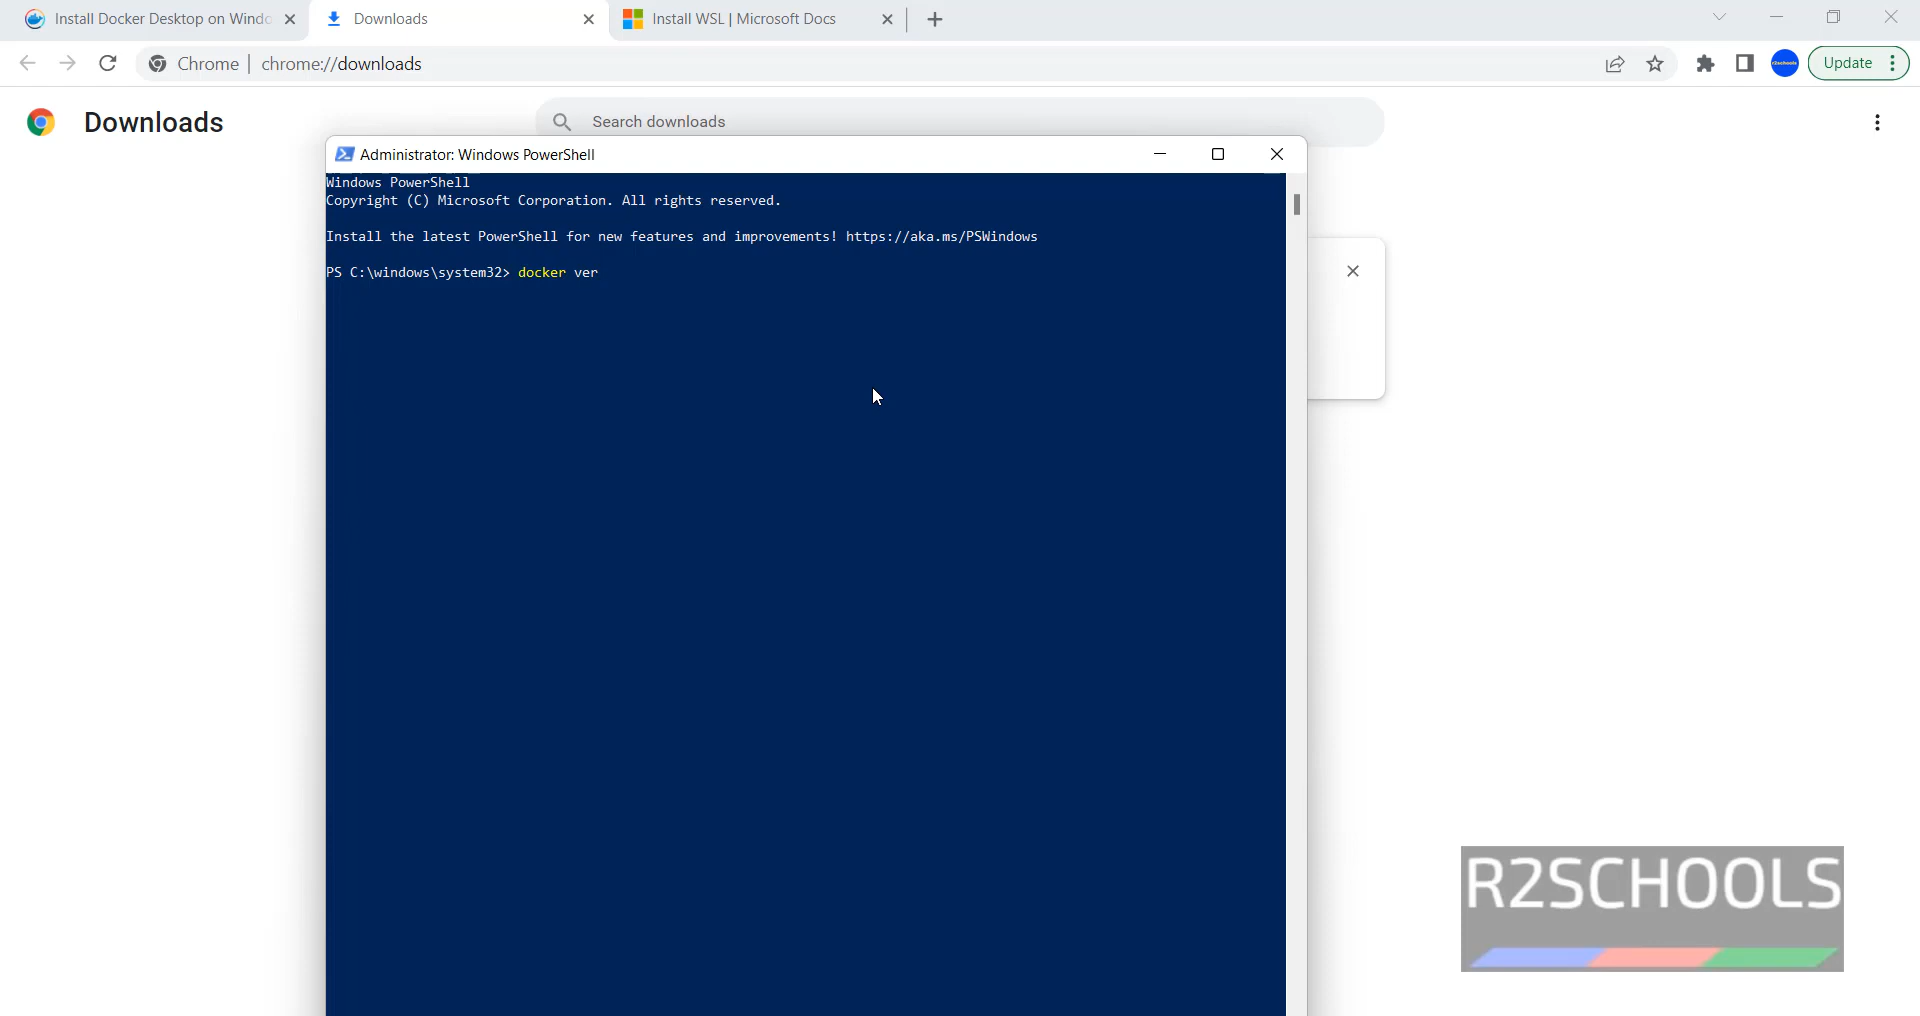 Install Docker Desktop on Windo
Downloads
Install WSL | Microsoft Docs
Chrome | chrome://downloads
r2schools
Update
Downloads
Search downloads
Administrator: Windows PowerShell
Windows PowerShell
Copyright (C) Microsoft Corporation. All rights reserved.
Install the latest PowerShell for new features and improvements! https://aka.ms/PSWindows
PS C:\windows\system32> docker ver
R2SCHOOLS